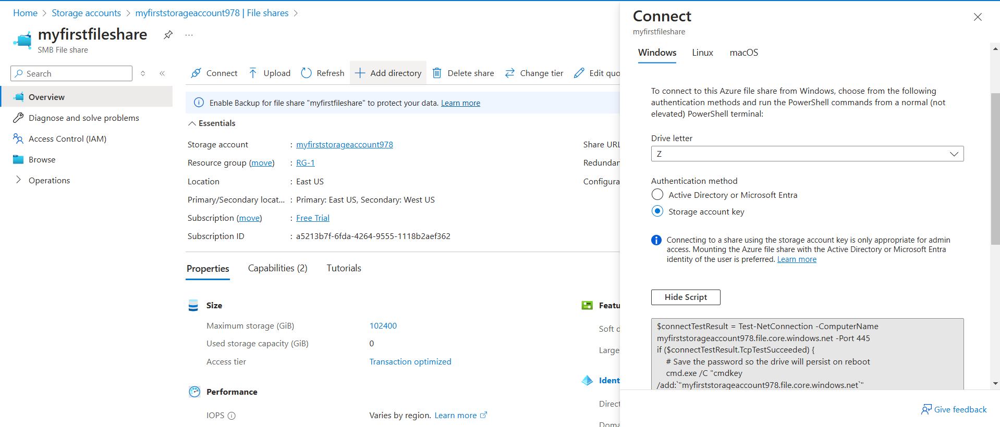 Home > Storage accounts > myfirststorageaccount978 | File shares >
myfirstfileshare
...
SMB File share
Search
Overview
Diagnose and solve problems
Access Control (IAM)
Browse
Operations
Connect
Upload
Refresh
Add directory
Delete share
Change tier
Edit quo
Enable Backup for file share "myfirstfileshare" to protect your data. Learn more
Essentials
Storage account : myfirststorageaccount978
Resource group (move) : RG-1
Location : East US
Primary/Secondary locat... : Primary: East US, Secondary: West US
Subscription (move) : Free Trial
Subscription ID : a5213b7f-6fda-4264-9555-1118b2aef362
Share URL
Redundan
Configura
Properties
Capabilities (2)
Tutorials
Size
Maximum storage (GiB) 102400
Used storage capacity (GiB) 0
Access tier Transaction optimized
Performance
IOPS Varies by region. Learn more
Featu
Soft d
Large
Ident
Direct
Doma
Connect
myfirstfileshare
Windows
Linux
macOS
To connect to this Azure file share from Windows, choose from the following
authentication methods and run the PowerShell commands from a normal (not
elevated) PowerShell terminal:
Drive letter
Z
Authentication method
Active Directory or Microsoft Entra
Storage account key
Connecting to a share using the storage account key is only appropriate for admin
access. Mounting the Azure file share with the Active Directory or Microsoft Entra
identity of the user is preferred. Learn more
Hide Script
$connectTestResult = Test-NetConnection -ComputerName
myfirststorageaccount978.file.core.windows.net -Port 445
if ($connectTestResult.TcpTestSucceeded) {
# Save the password so the drive will persist on reboot
cmd.exe /C "cmdkey
/add:`"myfirststorageaccount978.file.core.windows.net`"
Give feedback